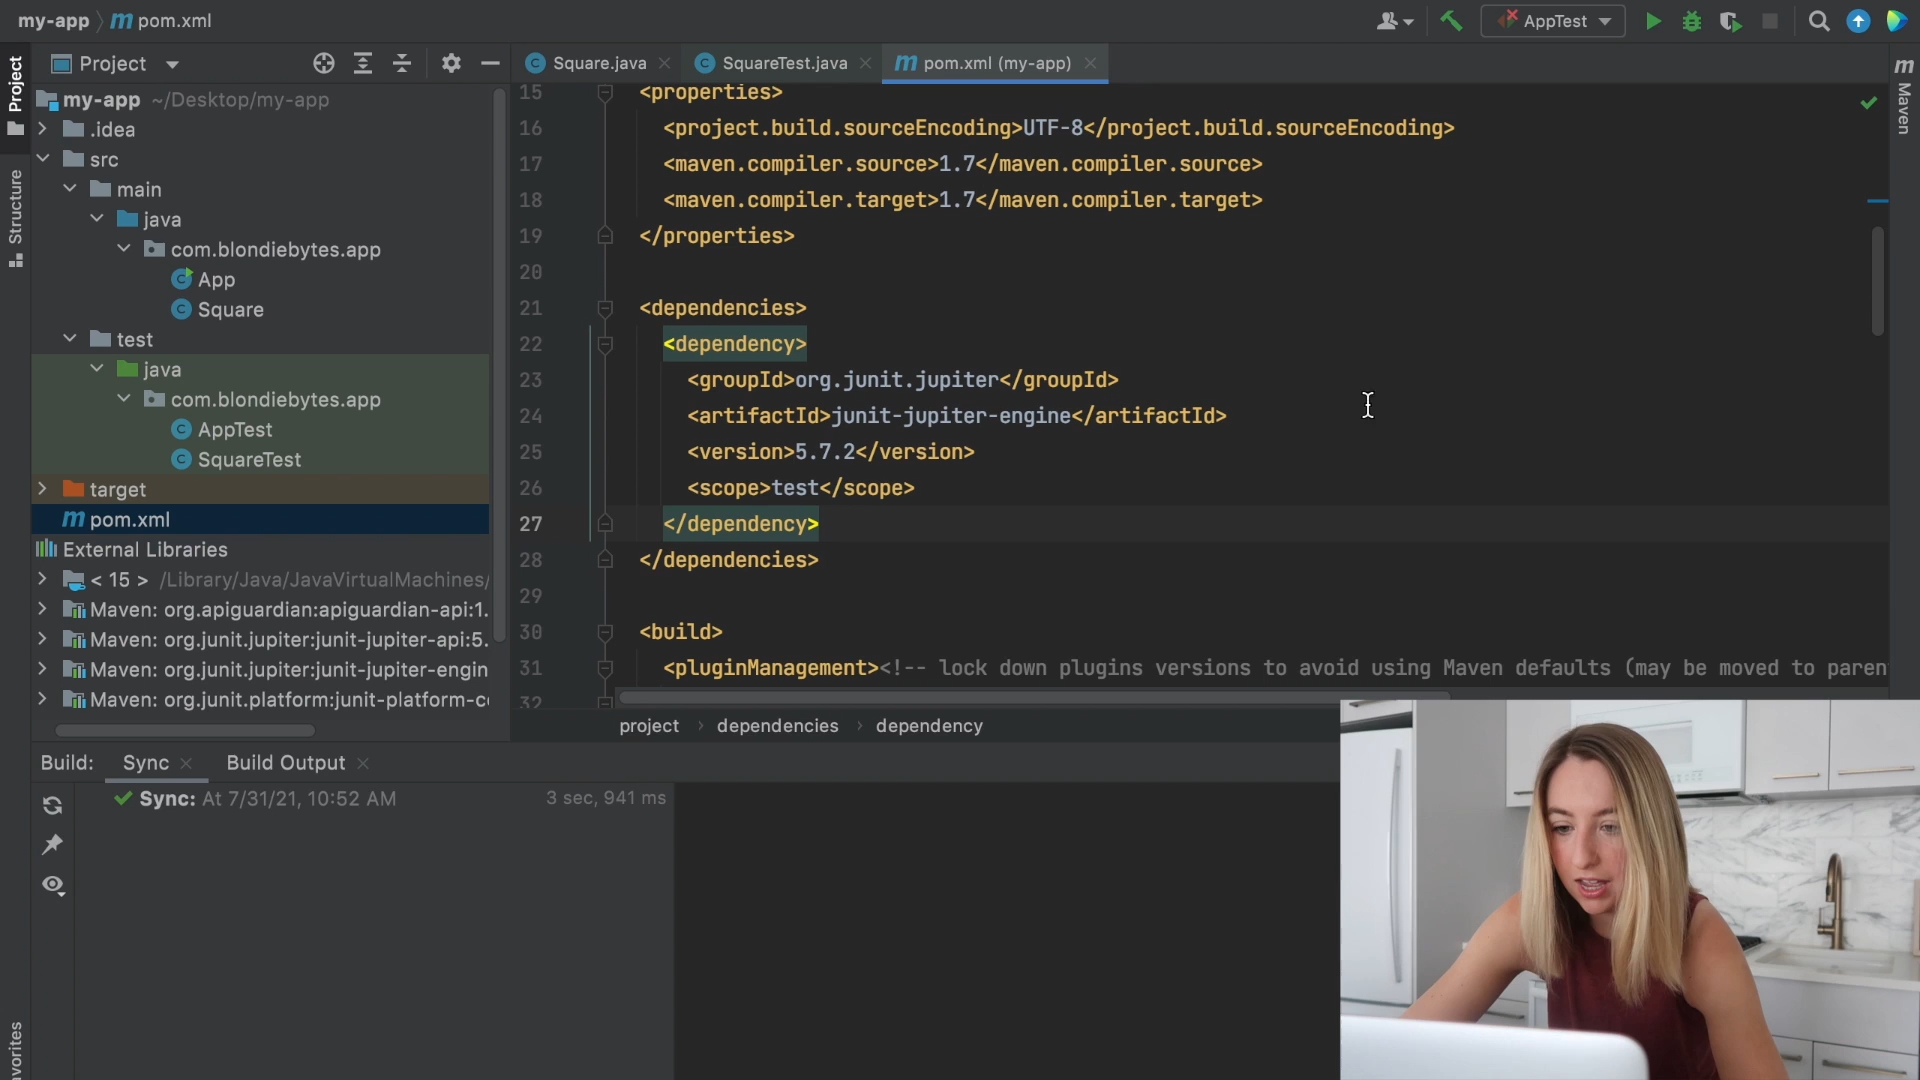 my-app
pom.xml
AppTest
Project
Square.java
SquareTest.java
pom.xml (my-app)
Project
Structure
Maven
my-app ~/Desktop/my-app
.idea
src
main
java
com.blondiebytes.app
App
Square
test
java
com.blondiebytes.app
AppTest
SquareTest
target
pom.xml
External Libraries
< 15 > /Library/Java/JavaVirtualMachines/
Maven: org.apiguardian:apiguardian-api:1.
Maven: org.junit.jupiter:junit-jupiter-api:5.
Maven: org.junit.jupiter:junit-jupiter-engin
Maven: org.junit.platform:junit-platform-c
15 <properties>
16 <project.build.sourceEncoding>UTF-8</project.build.sourceEncoding>
17 <maven.compiler.source>1.7</maven.compiler.source>
18 <maven.compiler.target>1.7</maven.compiler.target>
19 </properties>
20
21 <dependencies>
22 <dependency>
23 <groupId>org.junit.jupiter</groupId>
24 <artifactId>junit-jupiter-engine</artifactId>
25 <version>5.7.2</version>
26 <scope>test</scope>
27 </dependency>
28 </dependencies>
29
30 <build>
31 <pluginManagement><!-- lock down plugins versions to avoid using Maven defaults (may be moved to paren
32
project › dependencies › dependency
Build: Sync Build Output
Sync: At 7/31/21, 10:52 AM 3 sec, 941 ms
avorites